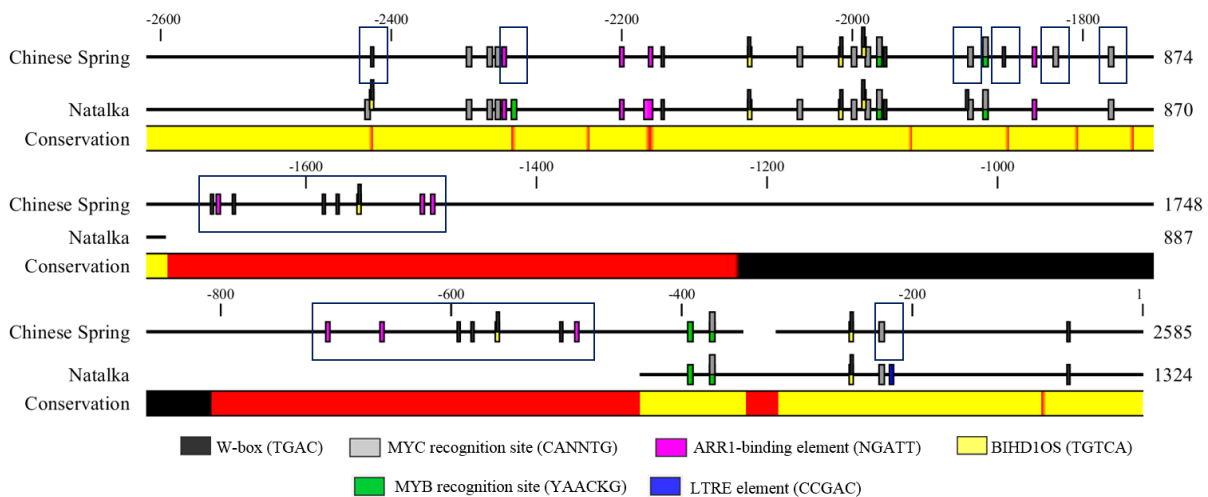 -2600 -2400 -2200 -2000 -1800
Chinese Spring 874
Natalka 870
Conservation
-1600 -1400 -1200 -1000
Chinese Spring 1748
Natalka 887
Conservation
-800 -600 -400 -200 1
Chinese Spring 2585
Natalka 1324
Conservation
W-box (TGAC) MYC recognition site (CANNTG) ARR1-binding element (NGATT) BIHD1OS (TGTCA)
MYB recognition site (YAACKG) LTRE element (CCGAC)